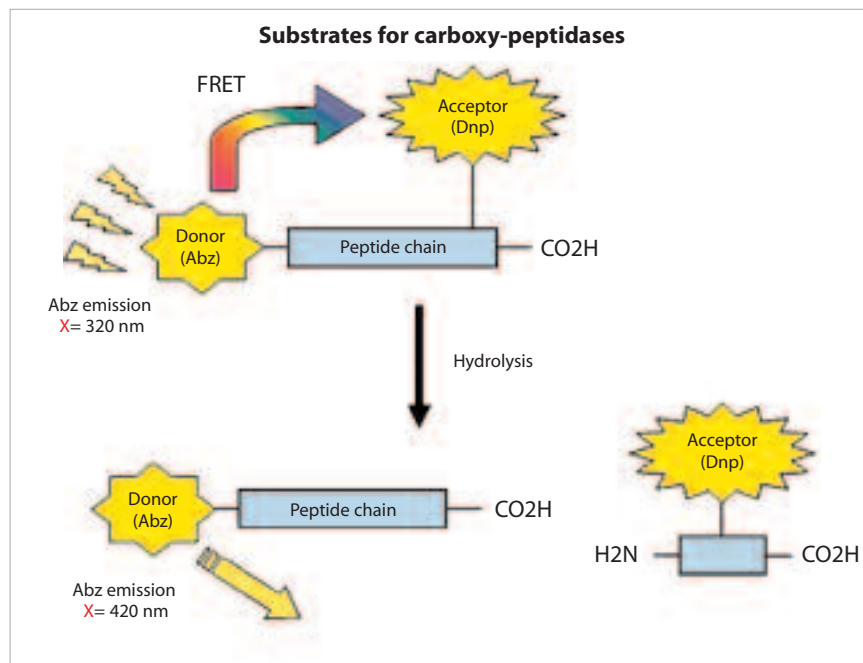 Substrates for carboxy-peptidases
FRET
Acceptor
(Dnp)
Donor
(Abz)
Peptide chain
CO2H
Abz emission
X= 320 nm
Hydrolysis
Acceptor
(Dnp)
Donor
(Abz)
Peptide chain
CO2H
H2N
CO2H
Abz emission
X= 420 nm